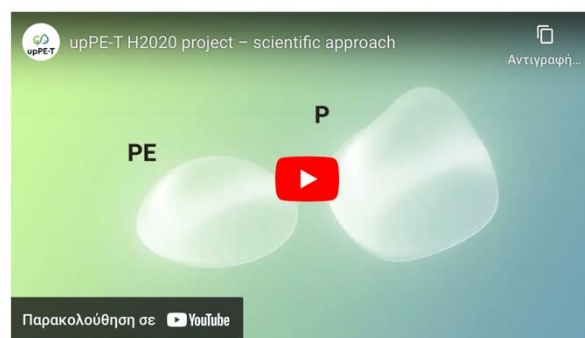 upPE-T
upPE-T H2020 project – scientific approach
Αντιγραφή...
PE
P
Παρακολούθηση σε YouTube